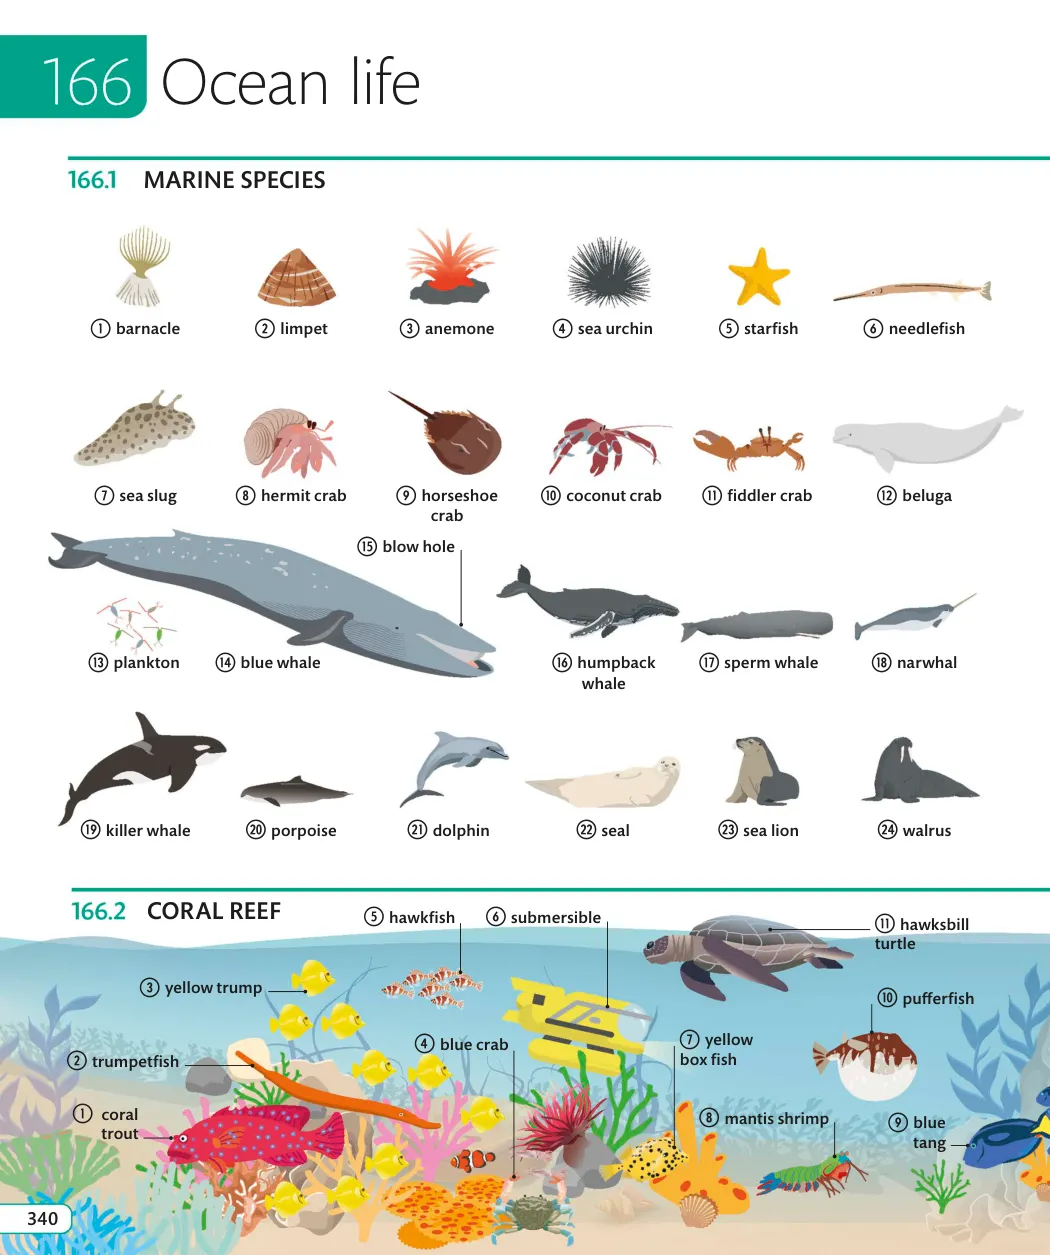 166 Ocean life
166.1 MARINE SPECIES
1 barnacle
2 limpet
3 anemone
4 sea urchin
5 starfish
6 needlefish
7 sea slug
8 hermit crab
9 horseshoe
crab
10 coconut crab
11 fiddler crab
12 beluga
13 plankton
14 blue whale
15 blow hole
16 humpback
whale
17 sperm whale
18 narwhal
19 killer whale
20 porpoise
21 dolphin
22 seal
23 sea lion
24 walrus
166.2 CORAL REEF
1 coral
trout
2 trumpetfish
3 yellow trump
4 blue crab
5 hawkfish
6 submersible
7 yellow
box fish
8 mantis shrimp
9 blue
tang
10 pufferfish
11 hawksbill
turtle
340